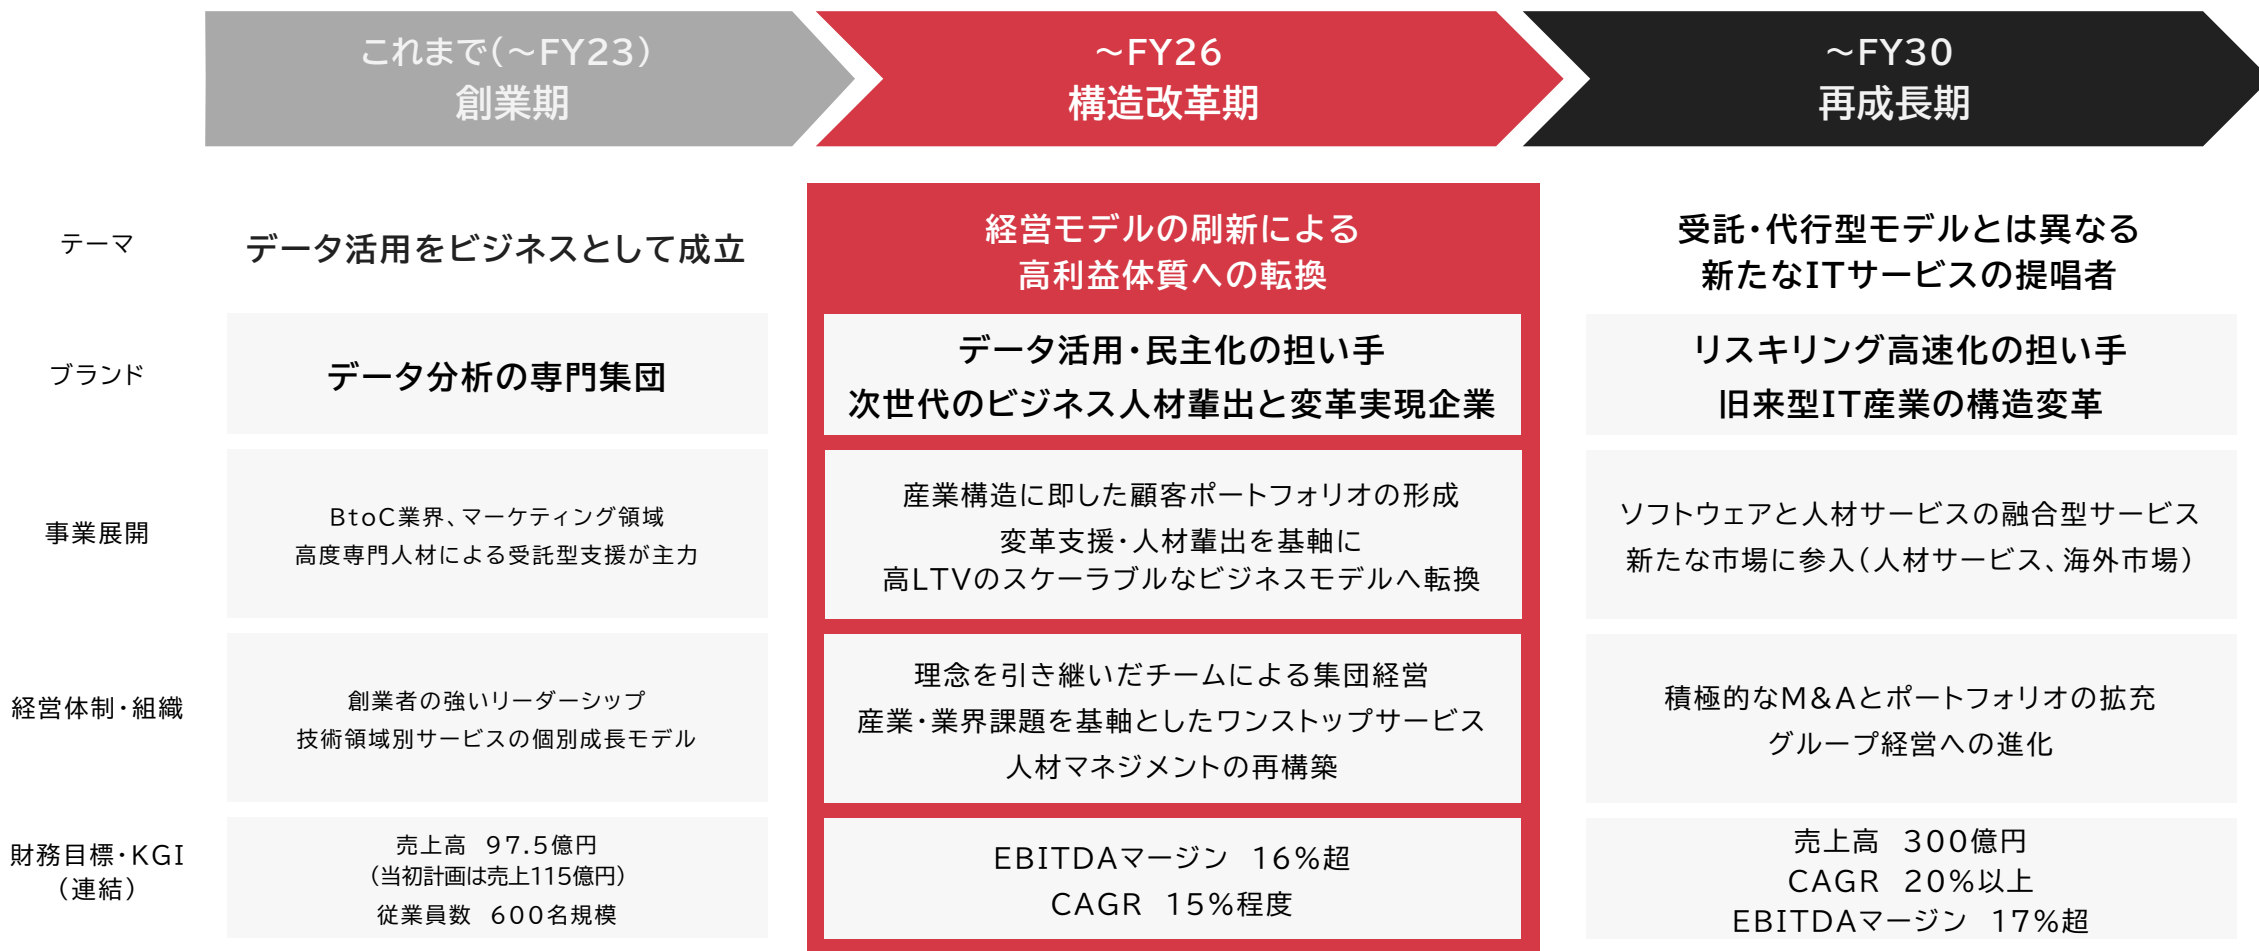 これまで(～FY23)
創業期
～FY26
構造改革期
～FY30
再成長期
テーマ
データ活用をビジネスとして成立
経営モデルの刷新による
高利益体質への転換
受託・代行型モデルとは異なる
新たなITサービスの提唱者
ブランド
データ分析の専門集団
データ活用・民主化の担い手
次世代のビジネス人材輩出と変革実現企業
リスキリング高速化の担い手
旧来型IT産業の構造変革
事業展開
BtoC業界、マーケティング領域
高度専門人材による受託型支援が主力
産業構造に即した顧客ポートフォリオの形成
変革支援・人材輩出を基軸に
高LTVのスケーラブルなビジネスモデルへ転換
ソフトウェアと人材サービスの融合型サービス
新たな市場に参入(人材サービス、海外市場)
経営体制・組織
創業者の強いリーダーシップ
技術領域別サービスの個別成長モデル
理念を引き継いだチームによる集団経営
産業・業界課題を基軸としたワンストップサービス
人材マネジメントの再構築
積極的なM&Aとポートフォリオの拡充
グループ経営への進化
財務目標・KGI
(連結)
売上高 97.5億円
(当初計画は売上115億円)
従業員数 600名規模
EBITDAマージン 16%超
CAGR 15%程度
売上高 300億円
CAGR 20%以上
EBITDAマージン 17%超